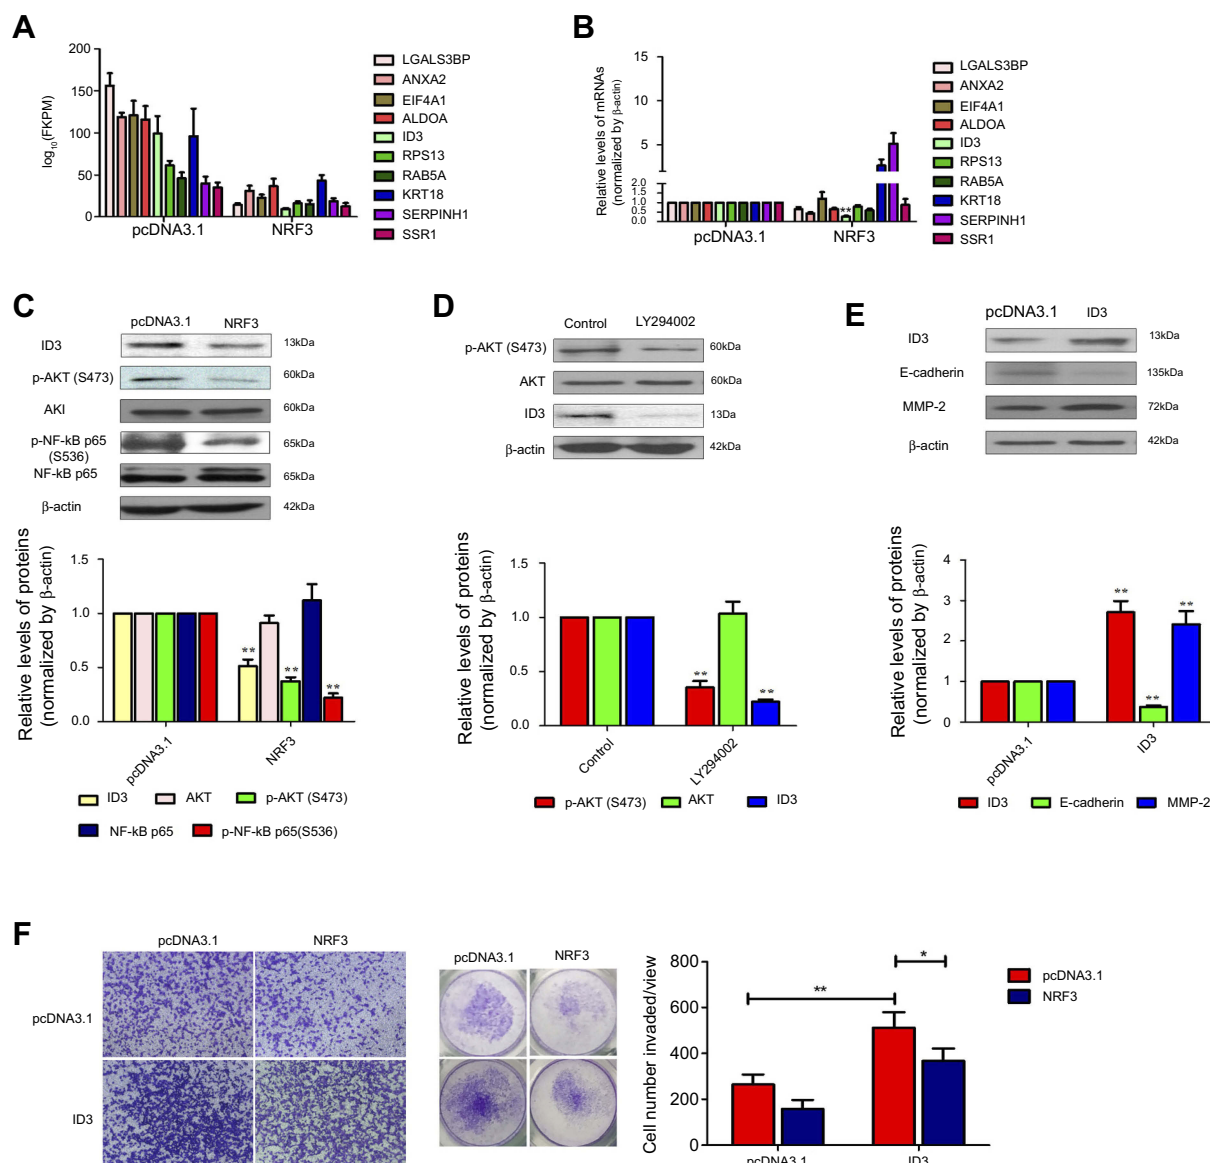 A
200
150
100
50
0
log10(FKPM)
pcDNA3.1
NRF3
LGALS3BP
ANXA2
EIF4A1
ALDOA
ID3
RPS13
RAB5A
KRT18
SERPINH1
SSR1
B
15
10
5
2.0
1.5
1.0
0.5
0.0
Relative levels of mRNAs
(normalized by β-actin)
**
pcDNA3.1
NRF3
LGALS3BP
ANXA2
EIF4A1
ALDOA
ID3
RPS13
RAB5A
KRT18
SERPINH1
SSR1
C
pcDNA3.1 NRF3
ID3 13kDa
p-AKT (S473) 60kDa
AKI 60kDa
p-NF-kB p65 65kDa
(S536)
NF-kB p65 65kDa
β-actin 42kDa
Relative levels of proteins
(normalized by β-actin)
1.5
1.0
0.5
0.0
** ** **
pcDNA3.1
NRF3
ID3 AKT p-AKT (S473)
NF-kB p65 p-NF-kB p65(S536)
D
Control LY294002
p-AKT (S473) 60kDa
AKT 60kDa
ID3 13Da
β-actin 42kDa
Relative levels of proteins
(normalized by β-actin)
1.5
1.0
0.5
0.0
** **
Control
LY294002
p-AKT (S473) AKT ID3
E
pcDNA3.1 ID3
ID3 13kDa
E-cadherin 135kDa
MMP-2 72kDa
β-actin 42kDa
Relative levels of proteins
(normalized by β-actin)
4
3
2
1
0
** ** **
pcDNA3.1
ID3
ID3 E-cadherin MMP-2
F
pcDNA3.1 NRF3
pcDNA3.1
ID3
pcDNA3.1 NRF3
Cell number invaded/view
800
600
400
200
0
**
*
pcDNA3.1
NRF3
pcDNA3.1 ID3